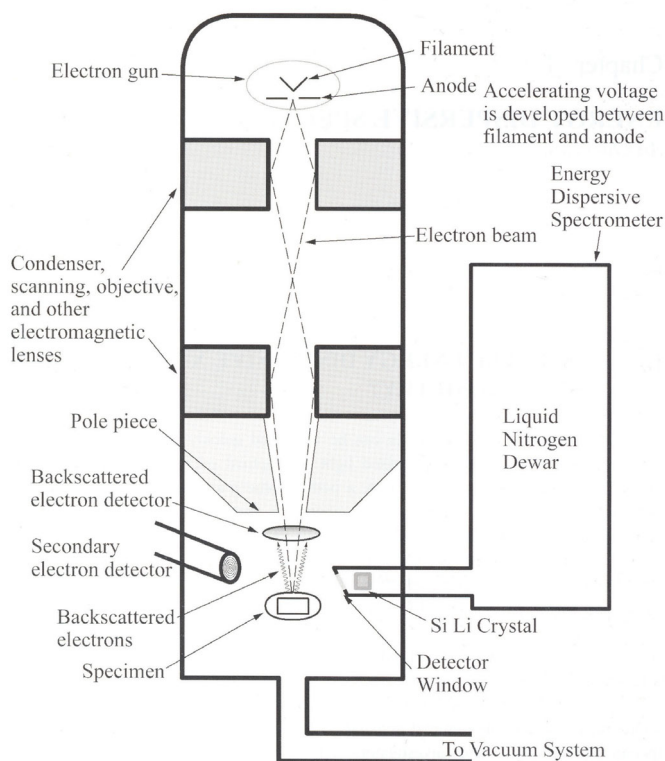 Filament
Electron gun
Anode
Accelerating voltage
is developed between
filament and anode
Energy
Dispersive
Spectrometer
Electron beam
Condenser,
scanning, objective,
and other
electromagnetic
lenses
Pole piece
Liquid
Nitrogen
Dewar
Backscattered
electron detector
Secondary
electron detector
Backscattered
electrons
Si Li Crystal
Specimen
Detector
Window
To Vacuum System